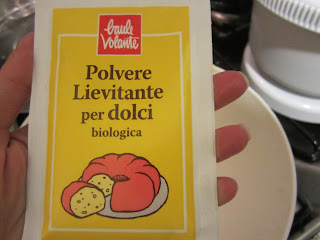 baule
Volante
Polvere
Lievitante
per dolci
biologica